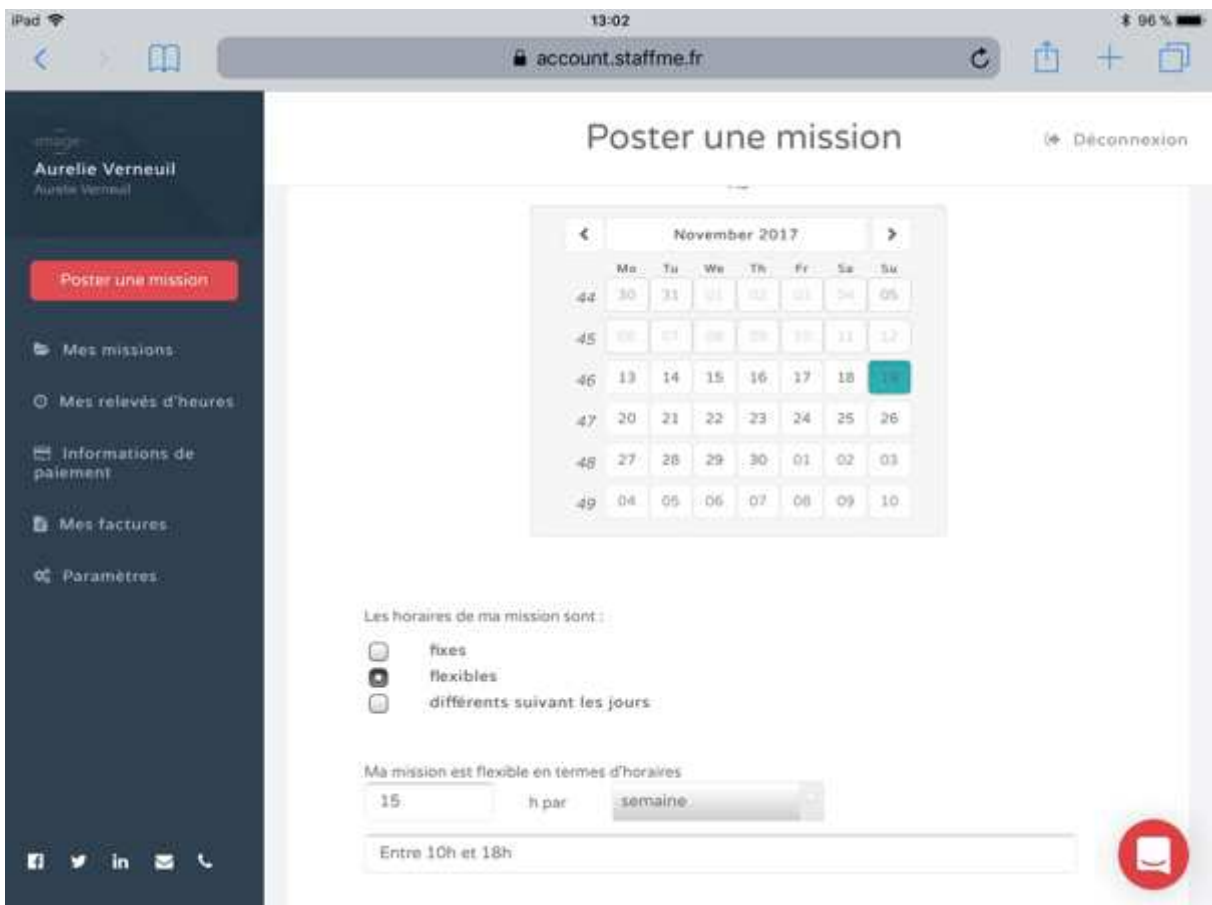 iPad 13:02 96 %
account.staffme.fr
Poster une mission
Déconnexion
image
Aurelie Verneuil
Aurelie Verneuil
Poster une mission
Mes missions
Mes relevés d'heures
Informations de
paiement
Mes factures
Paramètres
November 2017
Mo Tu We Th Fr Sa Su
44 30 31 01 02 03 04 05
45 06 07 08 09 10 11 12
46 13 14 15 16 17 18 19
47 20 21 22 23 24 25 26
48 27 28 29 30 01 02 03
49 04 05 06 07 08 09 10
Les horaires de ma mission sont :
fixes
flexibles
différents suivant les jours
Ma mission est flexible en termes d'horaires
15 h par semaine
Entre 10h et 18h